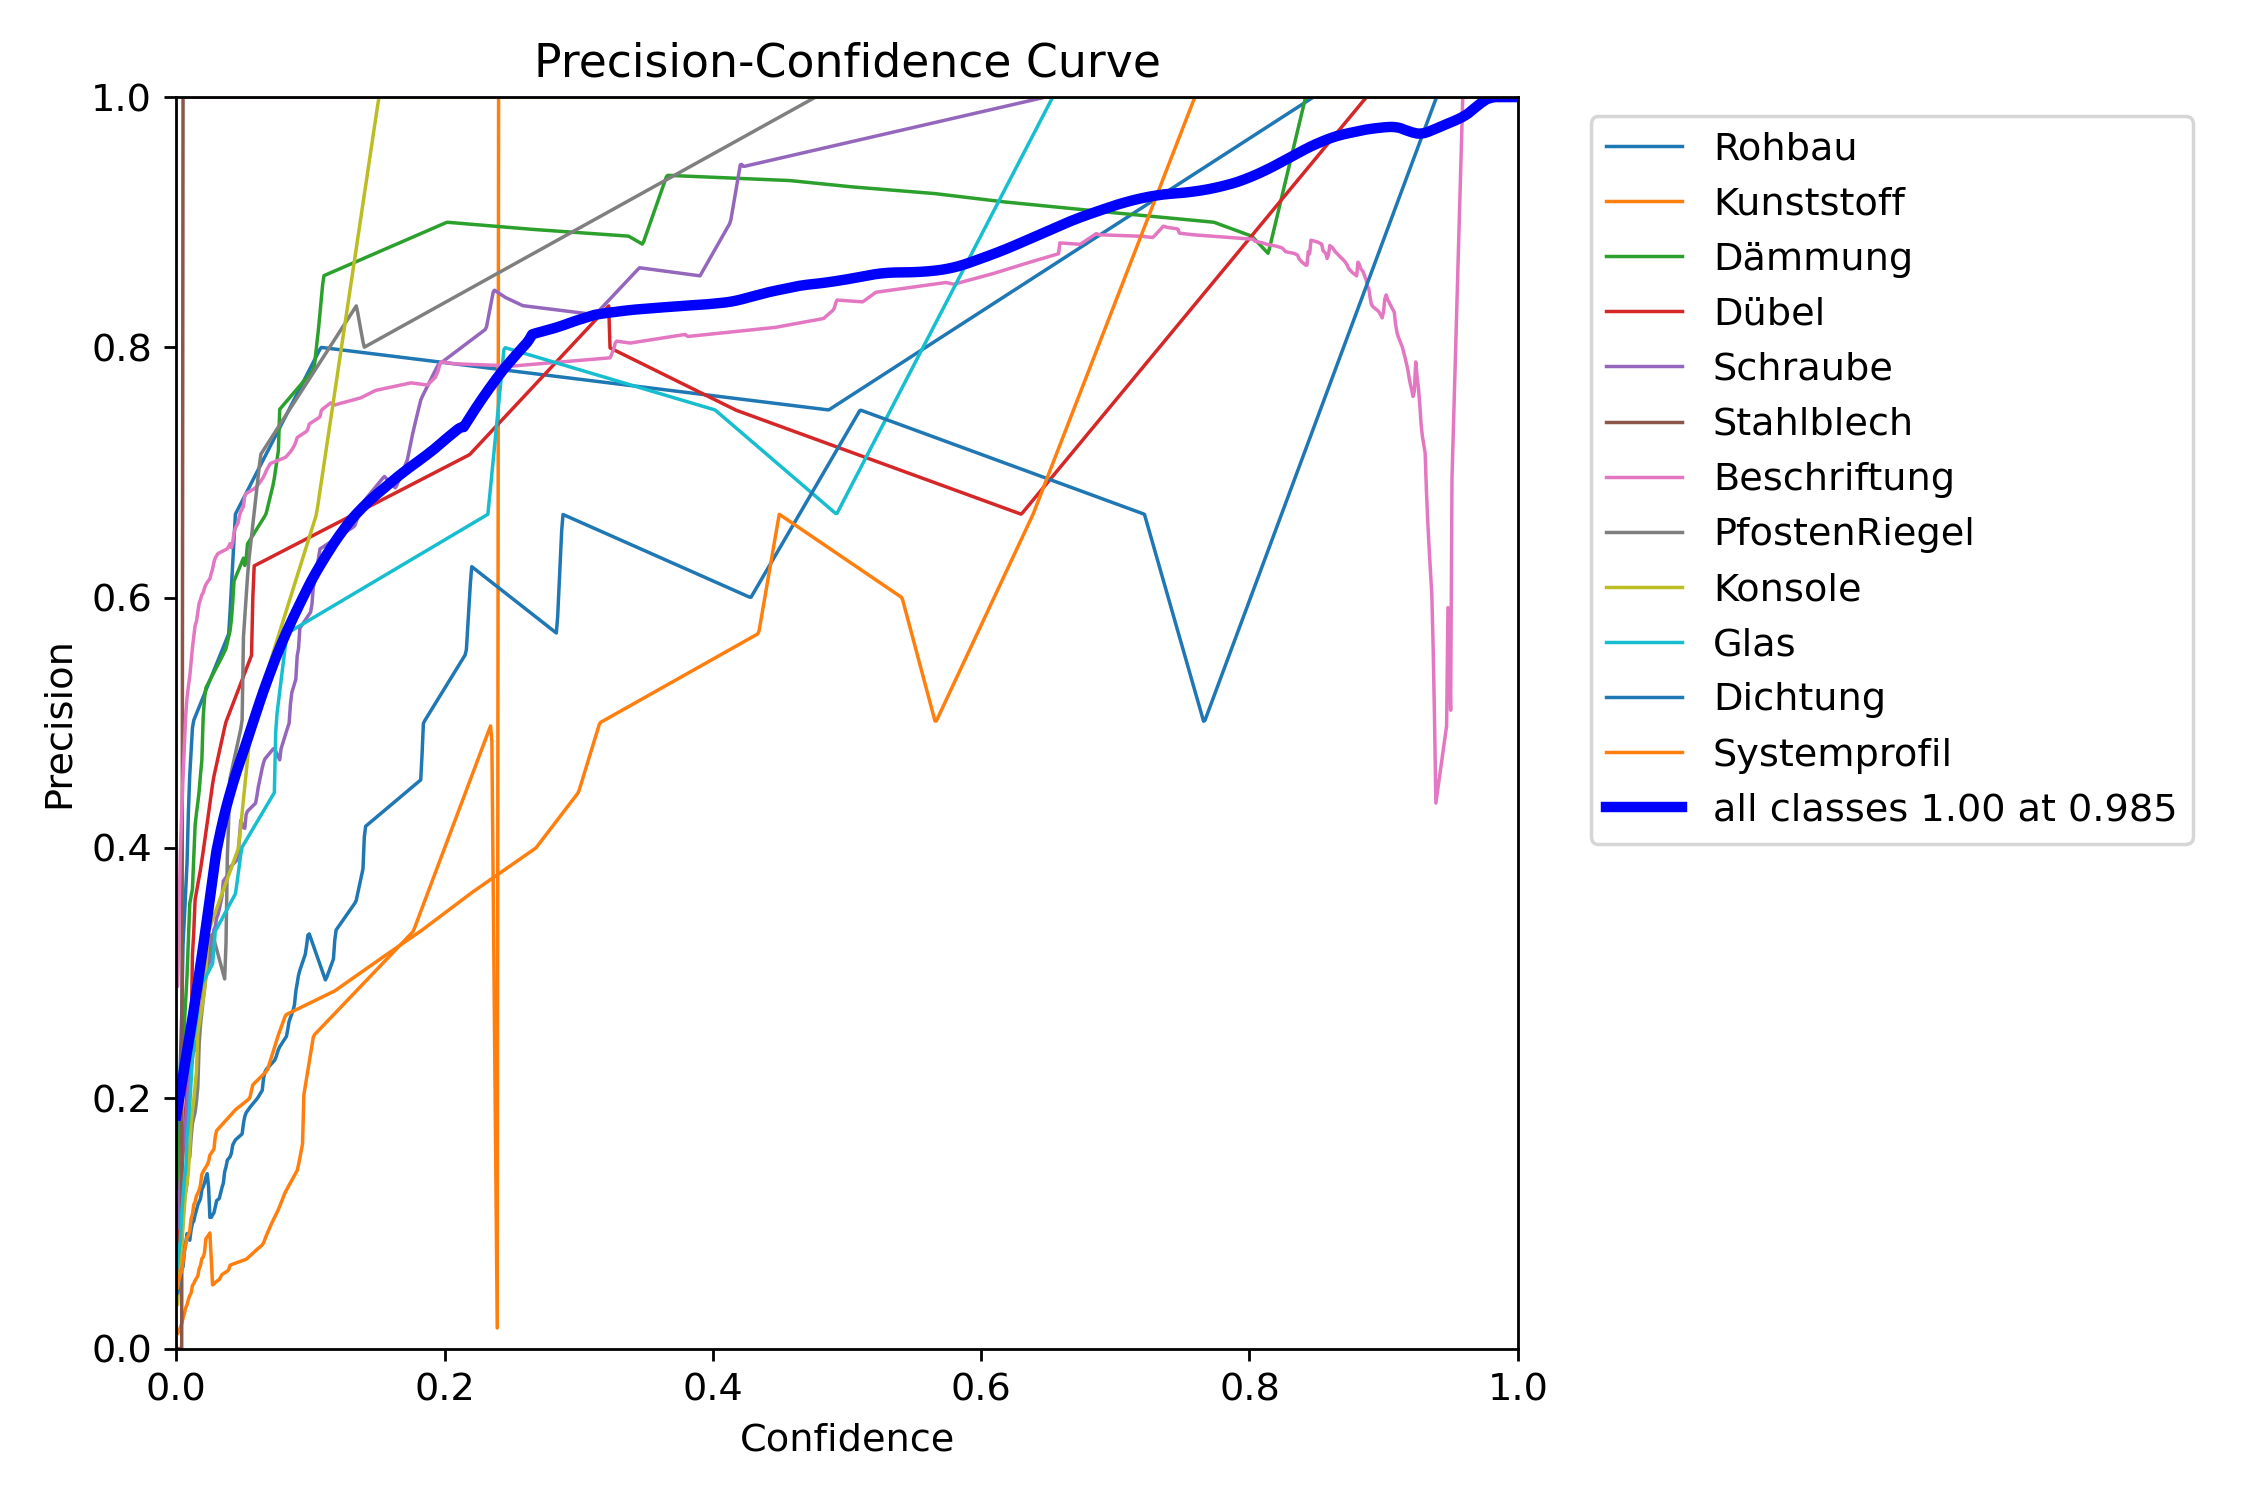 Precision-Confidence Curve
1.0
0.8
0.6
0.4
0.2
0.0
Precision
0.0 0.2 0.4 0.6 0.8 1.0
Confidence
Rohbau
Kunststoff
Dämmung
Dübel
Schraube
Stahlblech
Beschriftung
PfostenRiegel
Konsole
Glas
Dichtung
Systemprofil
all classes 1.00 at 0.985